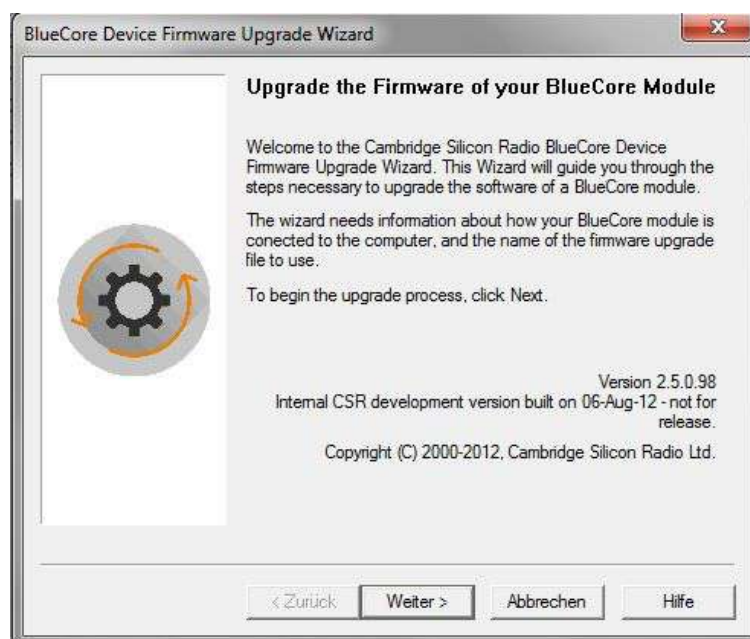 BlueCore Device Firmware Upgrade Wizard
Upgrade the Firmware of your BlueCore Module
Welcome to the Cambridge Silicon Radio BlueCore Device
Firmware Upgrade Wizard. This Wizard will guide you through the
steps necessary to upgrade the software of a BlueCore module.
The wizard needs information about how your BlueCore module is
conected to the computer, and the name of the firmware upgrade
file to use.
To begin the upgrade process, click Next.
Version 2.5.0.98
Internal CSR development version built on 06-Aug-12 - not for
release.
Copyright (C) 2000-2012, Cambridge Silicon Radio Ltd.
< Zurück Weiter > Abbrechen Hilfe